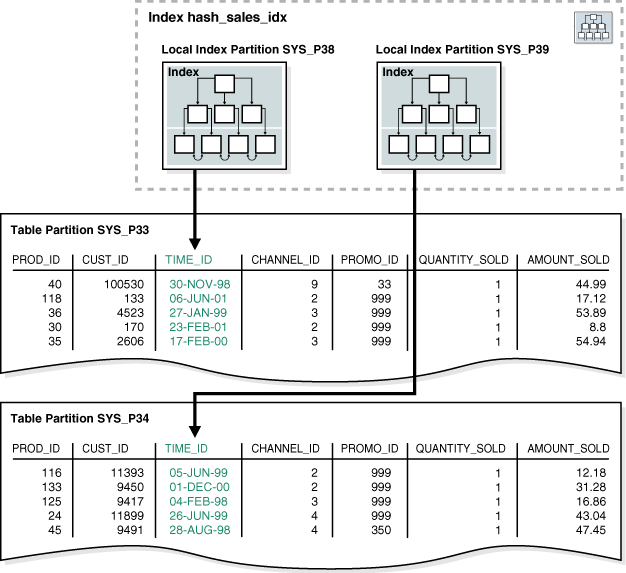 Index hash_sales_idx
Local Index Partition SYS_P38 Local Index Partition SYS_P39
Index Index
Table Partition SYS_P33
PROD_ID CUST_ID TIME_ID CHANNEL_ID PROMO_ID QUANTITY_SOLD AMOUNT_SOLD
40 100530 30-NOV-98 9 33 1 44.99
118 133 06-JUN-01 2 999 1 17.12
36 4523 27-JAN-99 3 999 1 53.89
30 170 23-FEB-01 2 999 1 8.8
35 2606 17-FEB-00 3 999 1 54.94
Table Partition SYS_P34
PROD_ID CUST_ID TIME_ID CHANNEL_ID PROMO_ID QUANTITY_SOLD AMOUNT_SOLD
116 11393 05-JUN-99 2 999 1 12.18
133 9450 01-DEC-00 2 999 1 31.28
125 9417 04-FEB-98 3 999 1 16.86
24 11899 26-JUN-99 4 999 1 43.04
45 9491 28-AUG-98 4 350 1 47.45